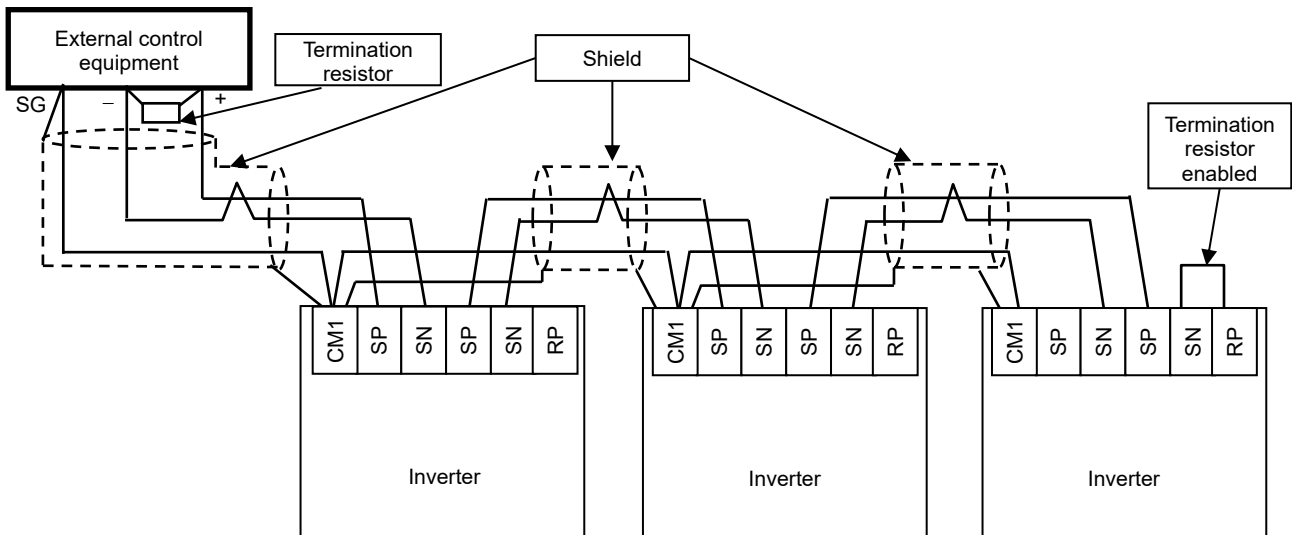 External control
equipment
Termination
resistor
Shield
SG
–
+
Termination
resistor
enabled
CM1
SP
SN
SP
SN
RP
CM1
SP
SN
SP
SN
RP
CM1
SP
SN
SP
SN
RP
Inverter
Inverter
Inverter